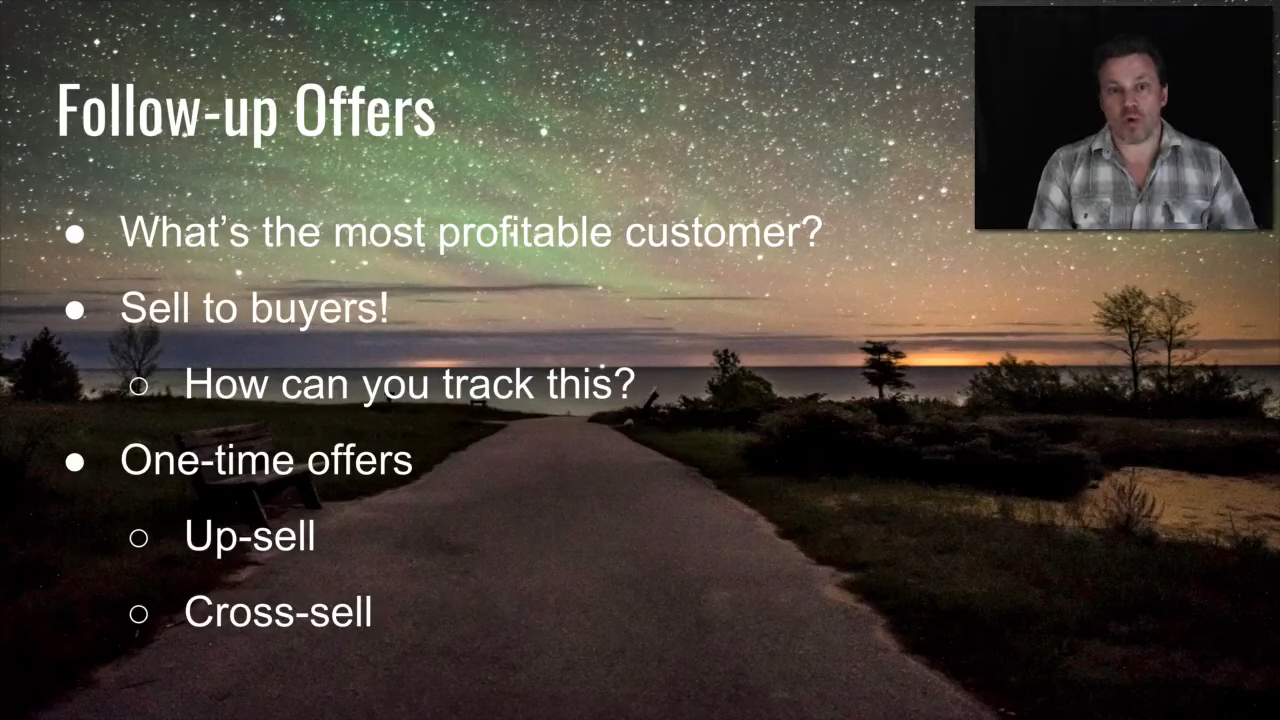 Follow-up Offers
● What’s the most profitable customer?
● Sell to buyers!
○ How can you track this?
● One-time offers
○ Up-sell
○ Cross-sell